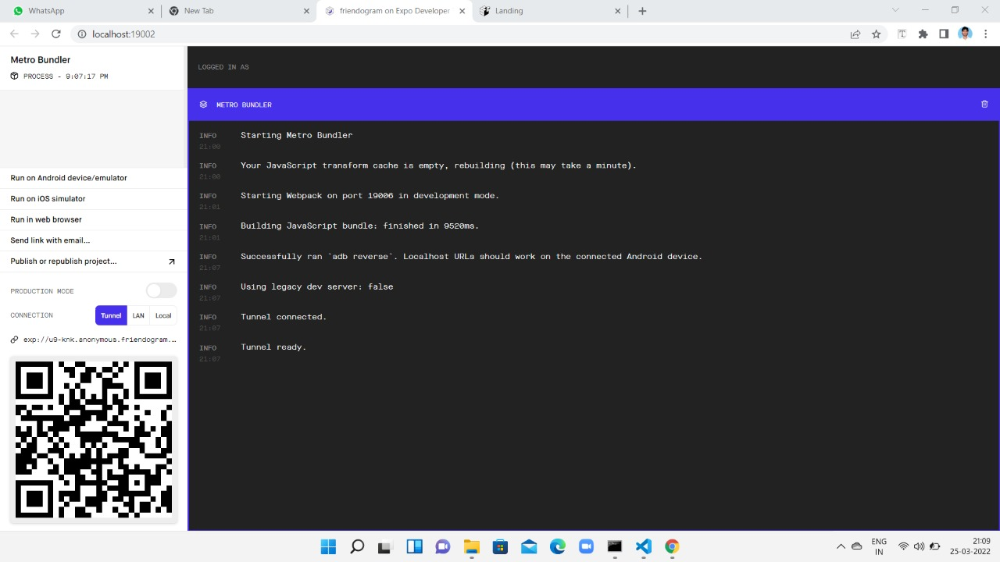 WhatsApp
New Tab
friendogram on Expo Developer
Landing
localhost:19002
Metro Bundler
PROCESS - 9:07:17 PM
Run on Android device/emulator
Run on iOS simulator
Run in web browser
Send link with email...
Publish or republish project...
PRODUCTION MODE
CONNECTION Tunnel LAN Local
exp://u9-knk.anonymous.friendogram....
LOGGED IN AS
METRO BUNDLER
INFO Starting Metro Bundler
21:00
INFO Your JavaScript transform cache is empty, rebuilding (this may take a minute).
21:00
INFO Starting Webpack on port 19006 in development mode.
21:01
INFO Building JavaScript bundle: finished in 9520ms.
21:01
INFO Successfully ran `adb reverse`. Localhost URLs should work on the connected Android device.
21:07
INFO Using legacy dev server: false
21:07
INFO Tunnel connected.
21:07
INFO Tunnel ready.
21:07
ENG
IN
21:09
25-03-2022